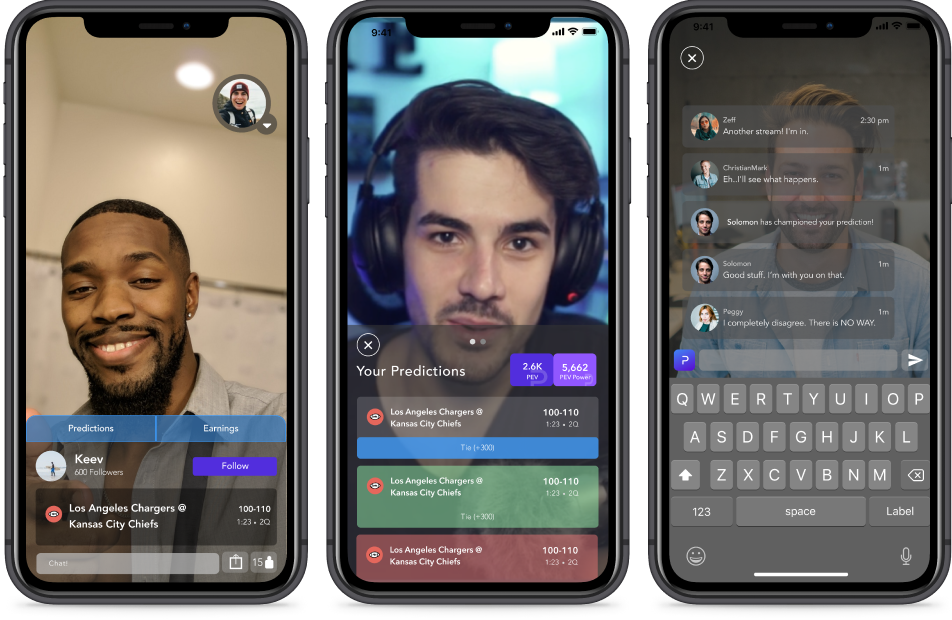 Predictions
Earnings
Keev
600 Followers
Follow
Los Angeles Chargers @
Kansas City Chiefs
100-110
1:23 • 2Q
Chat!
15
9:41
Your Predictions
2.6K
PEV
5,662
PEV Power
Los Angeles Chargers @
Kansas City Chiefs
100-110
1:23 • 2Q
Tie (+300)
Los Angeles Chargers @
Kansas City Chiefs
100-110
1:23 • 2Q
Tie (+300)
Los Angeles Chargers @
Kansas City Chiefs
100-110
1:23 • 2Q
9:41
Zeff
2:30 pm
Another stream! I'm in.
ChristianMark
1m
Eh..I'll see what happens.
Solomon has championed your prediction!
Solomon
1m
Good stuff. I'm with you on that.
Peggy
1m
I completely disagree. There is NO WAY.
Q W E R T Y U I O P
A S D F G H J K L
Z X C V B N M
123
space
Label